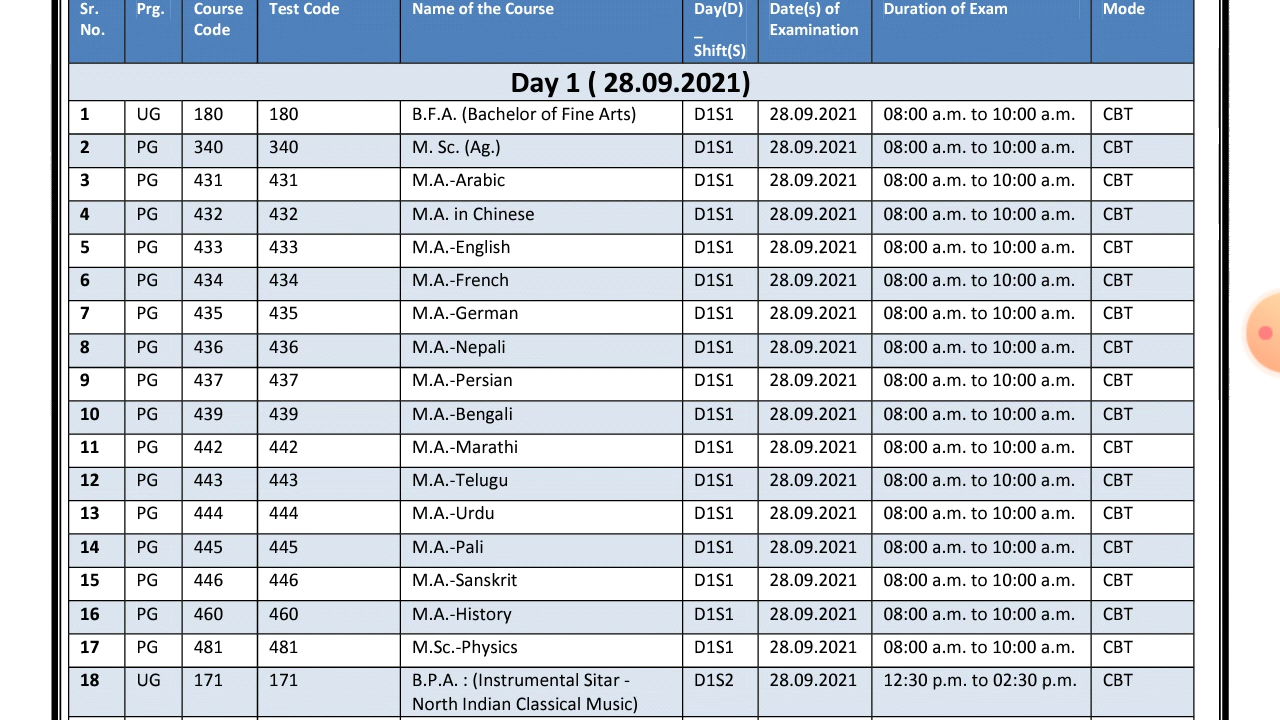 Sr. No. Prg. Course Code Test Code Name of the Course Day(D) _ Shift(S) Date(s) of Examination Duration of Exam Mode
Day 1 ( 28.09.2021)
1 UG 180 180 B.F.A. (Bachelor of Fine Arts) D1S1 28.09.2021 08:00 a.m. to 10:00 a.m. CBT
2 PG 340 340 M. Sc. (Ag.) D1S1 28.09.2021 08:00 a.m. to 10:00 a.m. CBT
3 PG 431 431 M.A.-Arabic D1S1 28.09.2021 08:00 a.m. to 10:00 a.m. CBT
4 PG 432 432 M.A. in Chinese D1S1 28.09.2021 08:00 a.m. to 10:00 a.m. CBT
5 PG 433 433 M.A.-English D1S1 28.09.2021 08:00 a.m. to 10:00 a.m. CBT
6 PG 434 434 M.A.-French D1S1 28.09.2021 08:00 a.m. to 10:00 a.m. CBT
7 PG 435 435 M.A.-German D1S1 28.09.2021 08:00 a.m. to 10:00 a.m. CBT
8 PG 436 436 M.A.-Nepali D1S1 28.09.2021 08:00 a.m. to 10:00 a.m. CBT
9 PG 437 437 M.A.-Persian D1S1 28.09.2021 08:00 a.m. to 10:00 a.m. CBT
10 PG 439 439 M.A.-Bengali D1S1 28.09.2021 08:00 a.m. to 10:00 a.m. CBT
11 PG 442 442 M.A.-Marathi D1S1 28.09.2021 08:00 a.m. to 10:00 a.m. CBT
12 PG 443 443 M.A.-Telugu D1S1 28.09.2021 08:00 a.m. to 10:00 a.m. CBT
13 PG 444 444 M.A.-Urdu D1S1 28.09.2021 08:00 a.m. to 10:00 a.m. CBT
14 PG 445 445 M.A.-Pali D1S1 28.09.2021 08:00 a.m. to 10:00 a.m. CBT
15 PG 446 446 M.A.-Sanskrit D1S1 28.09.2021 08:00 a.m. to 10:00 a.m. CBT
16 PG 460 460 M.A.-History D1S1 28.09.2021 08:00 a.m. to 10:00 a.m. CBT
17 PG 481 481 M.Sc.-Physics D1S1 28.09.2021 08:00 a.m. to 10:00 a.m. CBT
18 UG 171 171 B.P.A. : (Instrumental Sitar - D1S2 28.09.2021 12:30 p.m. to 02:30 p.m. CBT
North Indian Classical Music)